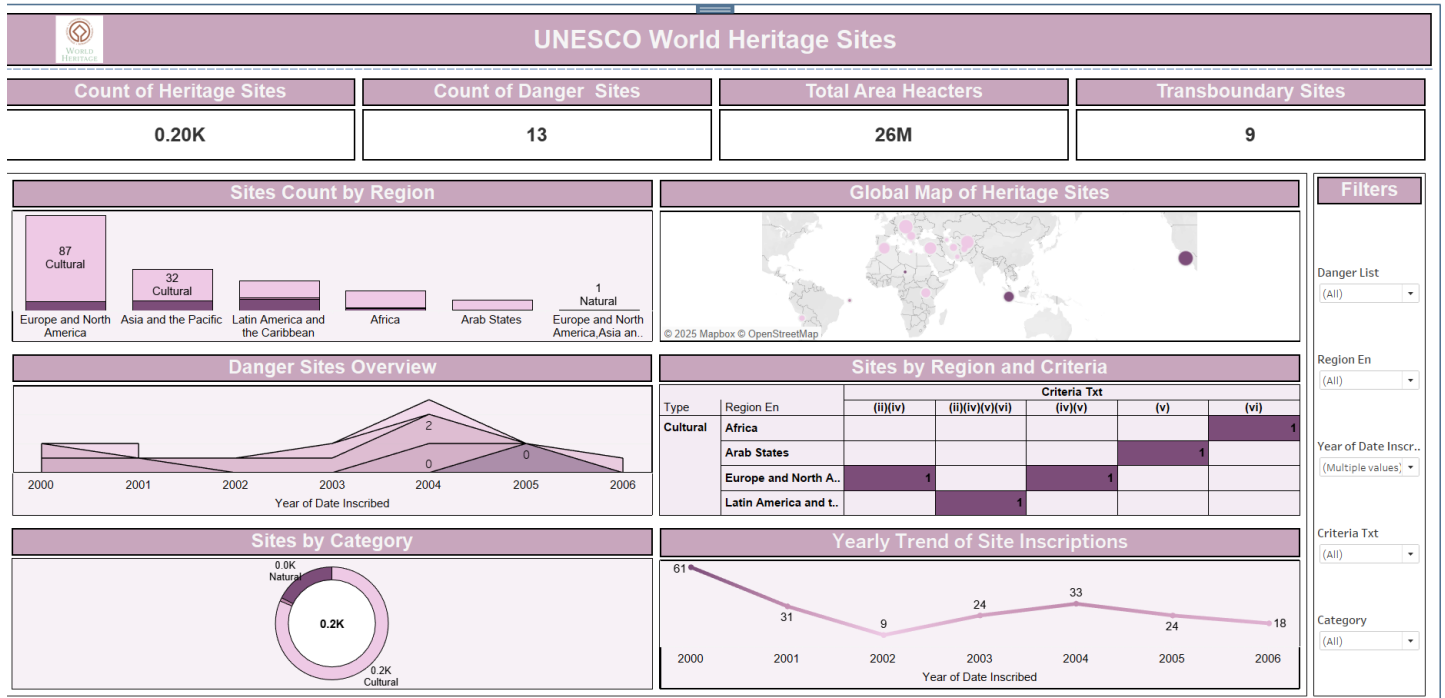 WORLD
HERITAGE
UNESCO World Heritage Sites
Count of Heritage Sites
Count of Danger Sites
Total Area Heacters
Transboundary Sites
0.20K
13
26M
9
Sites Count by Region
87
Cultural
32
Cultural
1
Natural
Europe and North
America
Asia and the Pacific
Latin America and
the Caribbean
Africa
Arab States
Europe and North
America,Asia an..
Global Map of Heritage Sites
© 2025 Mapbox © OpenStreetMap
Filters
Danger List
(All)
Region En
(All)
Year of Date Inscr..
(Multiple values)
Criteria Txt
(All)
Category
(All)
Danger Sites Overview
2
0
0
2000 2001 2002 2003 2004 2005 2006
Year of Date Inscribed
Sites by Region and Criteria
Criteria Txt
Type Region En (ii)(iv) (ii)(iv)(v)(vi) (iv)(v) (v) (vi)
Cultural Africa 1
Arab States 1
Europe and North A.. 1 1
Latin America and t.. 1
Sites by Category
0.0K
Natural
0.2K
0.2K
Cultural
Yearly Trend of Site Inscriptions
61
31
9
24
33
24
18
2000 2001 2002 2003 2004 2005 2006
Year of Date Inscribed